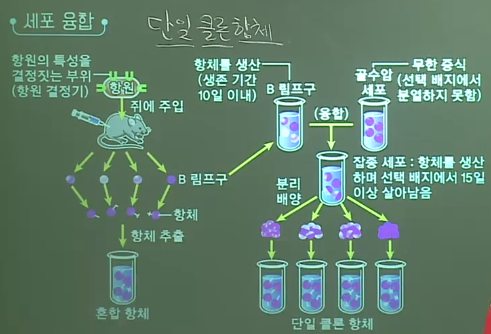 세포 융합
단일클론항체
항원의 특성을
결정짓는 부위
(항원 결정기)
항원
쥐에 주입
B 림프구
항체
항체 추출
혼합 항체
항체를 생산
(생존 기간
10일 이내)
B 림프구
(융합)
무한 증식
골수암
세포
(선택 배지에서
분열하지 못함)
잡종 세포 : 항체를 생산
하며 선택 배지에서 15일
이상 살아남음
분리
배양
단일 클론 항체